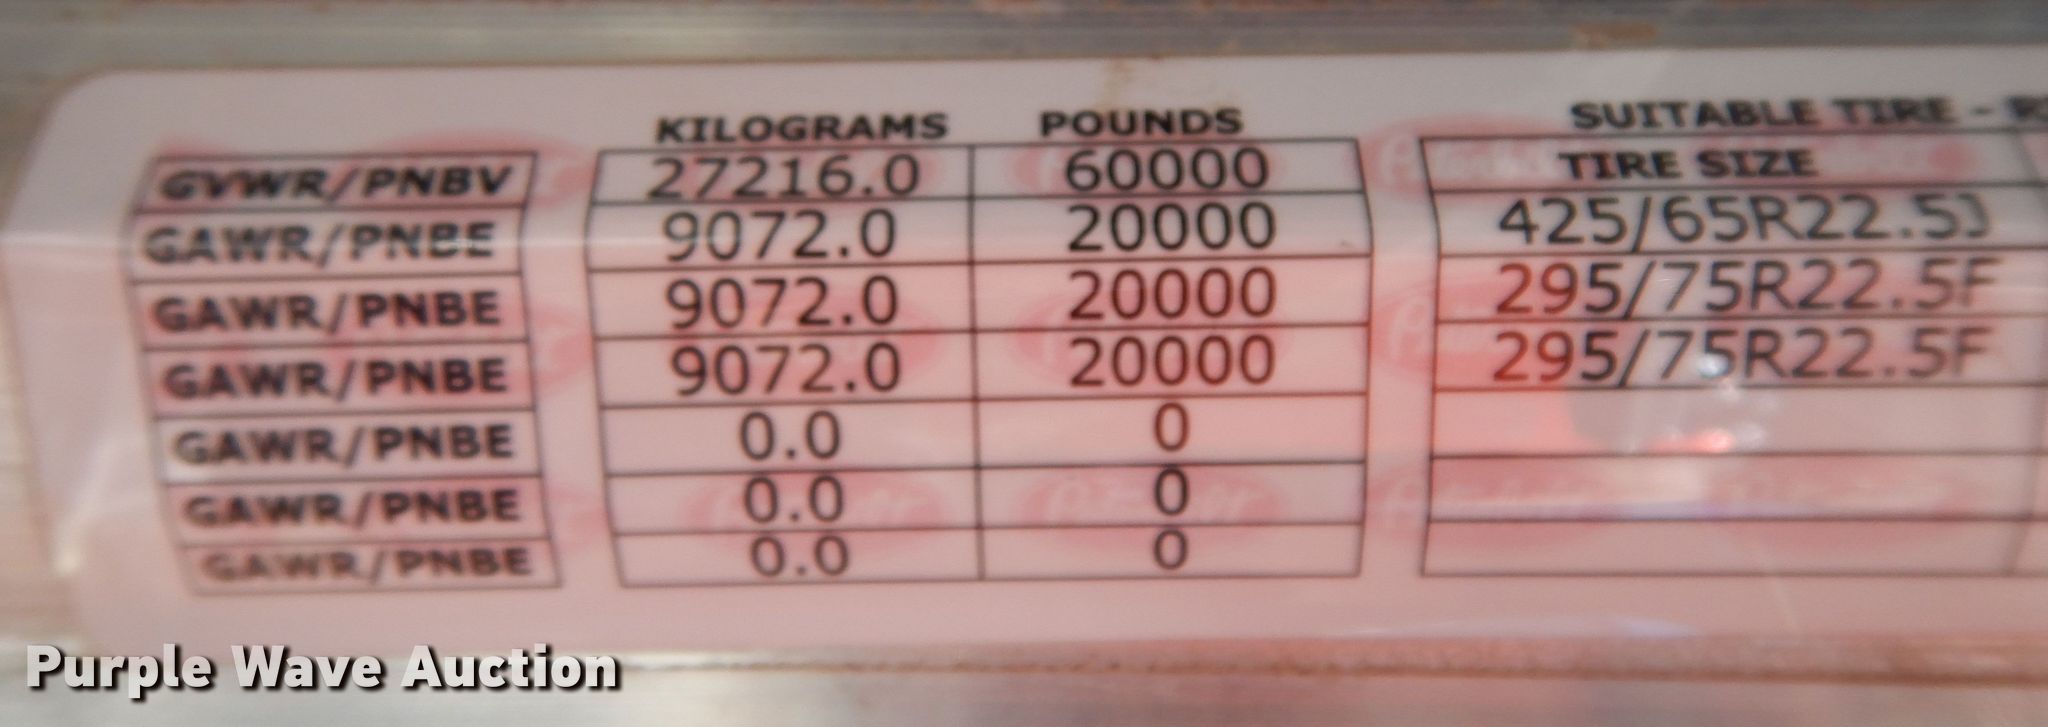 KILOGRAMS POUNDS SUITABLE TIRE -
GVWR/PNBV 27216.0 60000 TIRE SIZE
GAWR/PNBE 9072.0 20000 425/65R22.5J
GAWR/PNBE 9072.0 20000 295/75R22.5F
GAWR/PNBE 9072.0 20000 295/75R22.5F
GAWR/PNBE 0.0 0
GAWR/PNBE 0.0 0
GAWR/PNBE 0.0 0
Purple Wave Auction